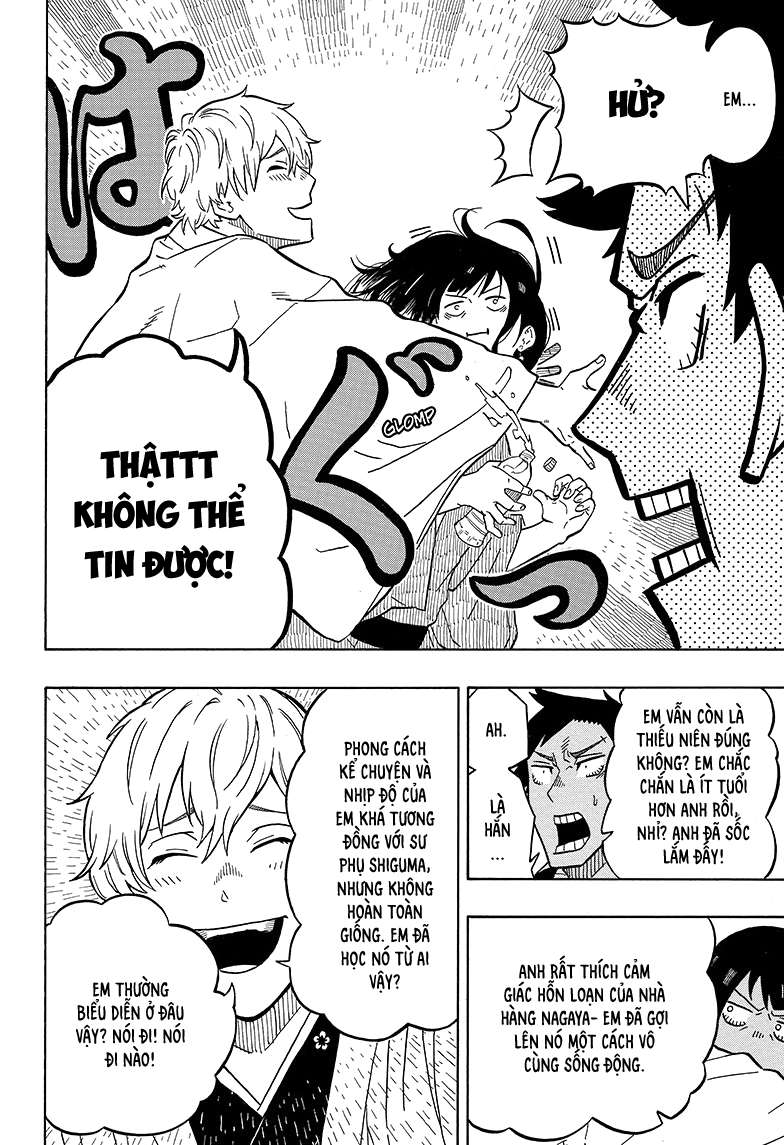 EM...
HỬ?
がばっ
GLOMP
THẬTTT
KHÔNG THỂ
TIN ĐƯỢC!
EM VẪN CÒN LÀ
THIẾU NIÊN ĐÚNG
KHÔNG? EM CHẮC
CHẮN LÀ ÍT TUỔI
HƠN ANH RỒI,
NHỈ? ANH ĐÃ SỐC
LẮM ĐẤY!
AH.
LÀ
HẮN
...
ANH RẤT THÍCH CẢM
GIÁC HỖN LOẠN CỦA NHÀ
HÀNG NAGAYA- EM ĐÃ GỢI
LÊN NÓ MỘT CÁCH VÔ
CÙNG SỐNG ĐỘNG.
PHONG CÁCH
KỂ CHUYỆN VÀ
NHỊP ĐỘ CỦA
EM KHÁ TƯƠNG
ĐỒNG VỚI SƯ
PHỤ SHIGUMA,
NHƯNG KHÔNG
HOÀN TOÀN
GIỐNG. EM ĐÃ
HỌC NÓ TỪ AI
VẬY?
EM THƯỜNG
BIỂU DIỄN Ở ĐÂU
VẬY? NÓI ĐI! NÓI
ĐI NÀO!